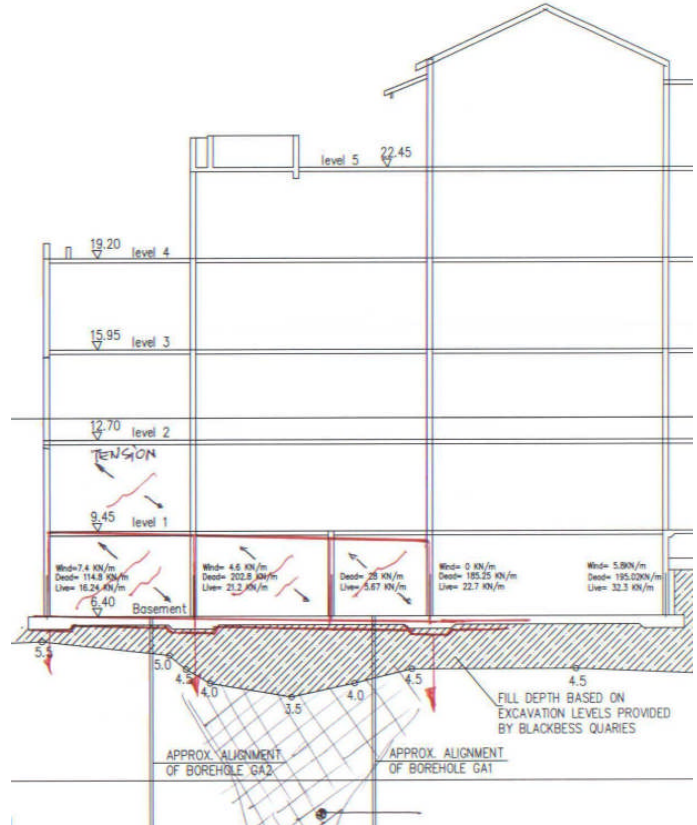 22.45
level 5
19.20
level 4
15.95
level 3
12.70
level 2
TENSION
9.45
level 1
Wind=7.4 KN/m
Dead= 114.8 KN/m
Live= 16.24 KN/m
Wind= 4.6 KN/m
Dead= 202.8 KN/m
Live= 21.2 KN/m
Dead= 28 KN/m
Live= 5.67 KN/m
Wind= 0 KN/m
Dead= 185.25 KN/m
Live= 22.7 KN/m
Wind= 5.8KN/m
Dead= 195.02KN/m
Live= 32.3 KN/m
6.40
Basement
5.5
5.0
4.5
4.0
3.5
4.0
4.5
4.5
FILL DEPTH BASED ON
EXCAVATION LEVELS PROVIDED
BY BLACKBESS QUARIES
APPROX. ALIGNMENT
OF BOREHOLE GA2
APPROX. ALIGNMENT
OF BOREHOLE GA1